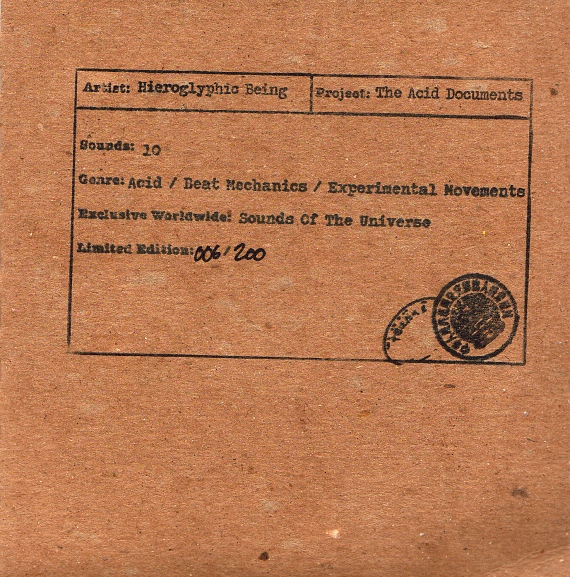 Artist: Hieroglyphic Being Project: The Acid Documents
Sounds: 10
Genre: Acid / Beat Mechanics / Experimental Movements
Exclusive Worldwide: Sounds Of The Universe
Limited Edition: 006/200